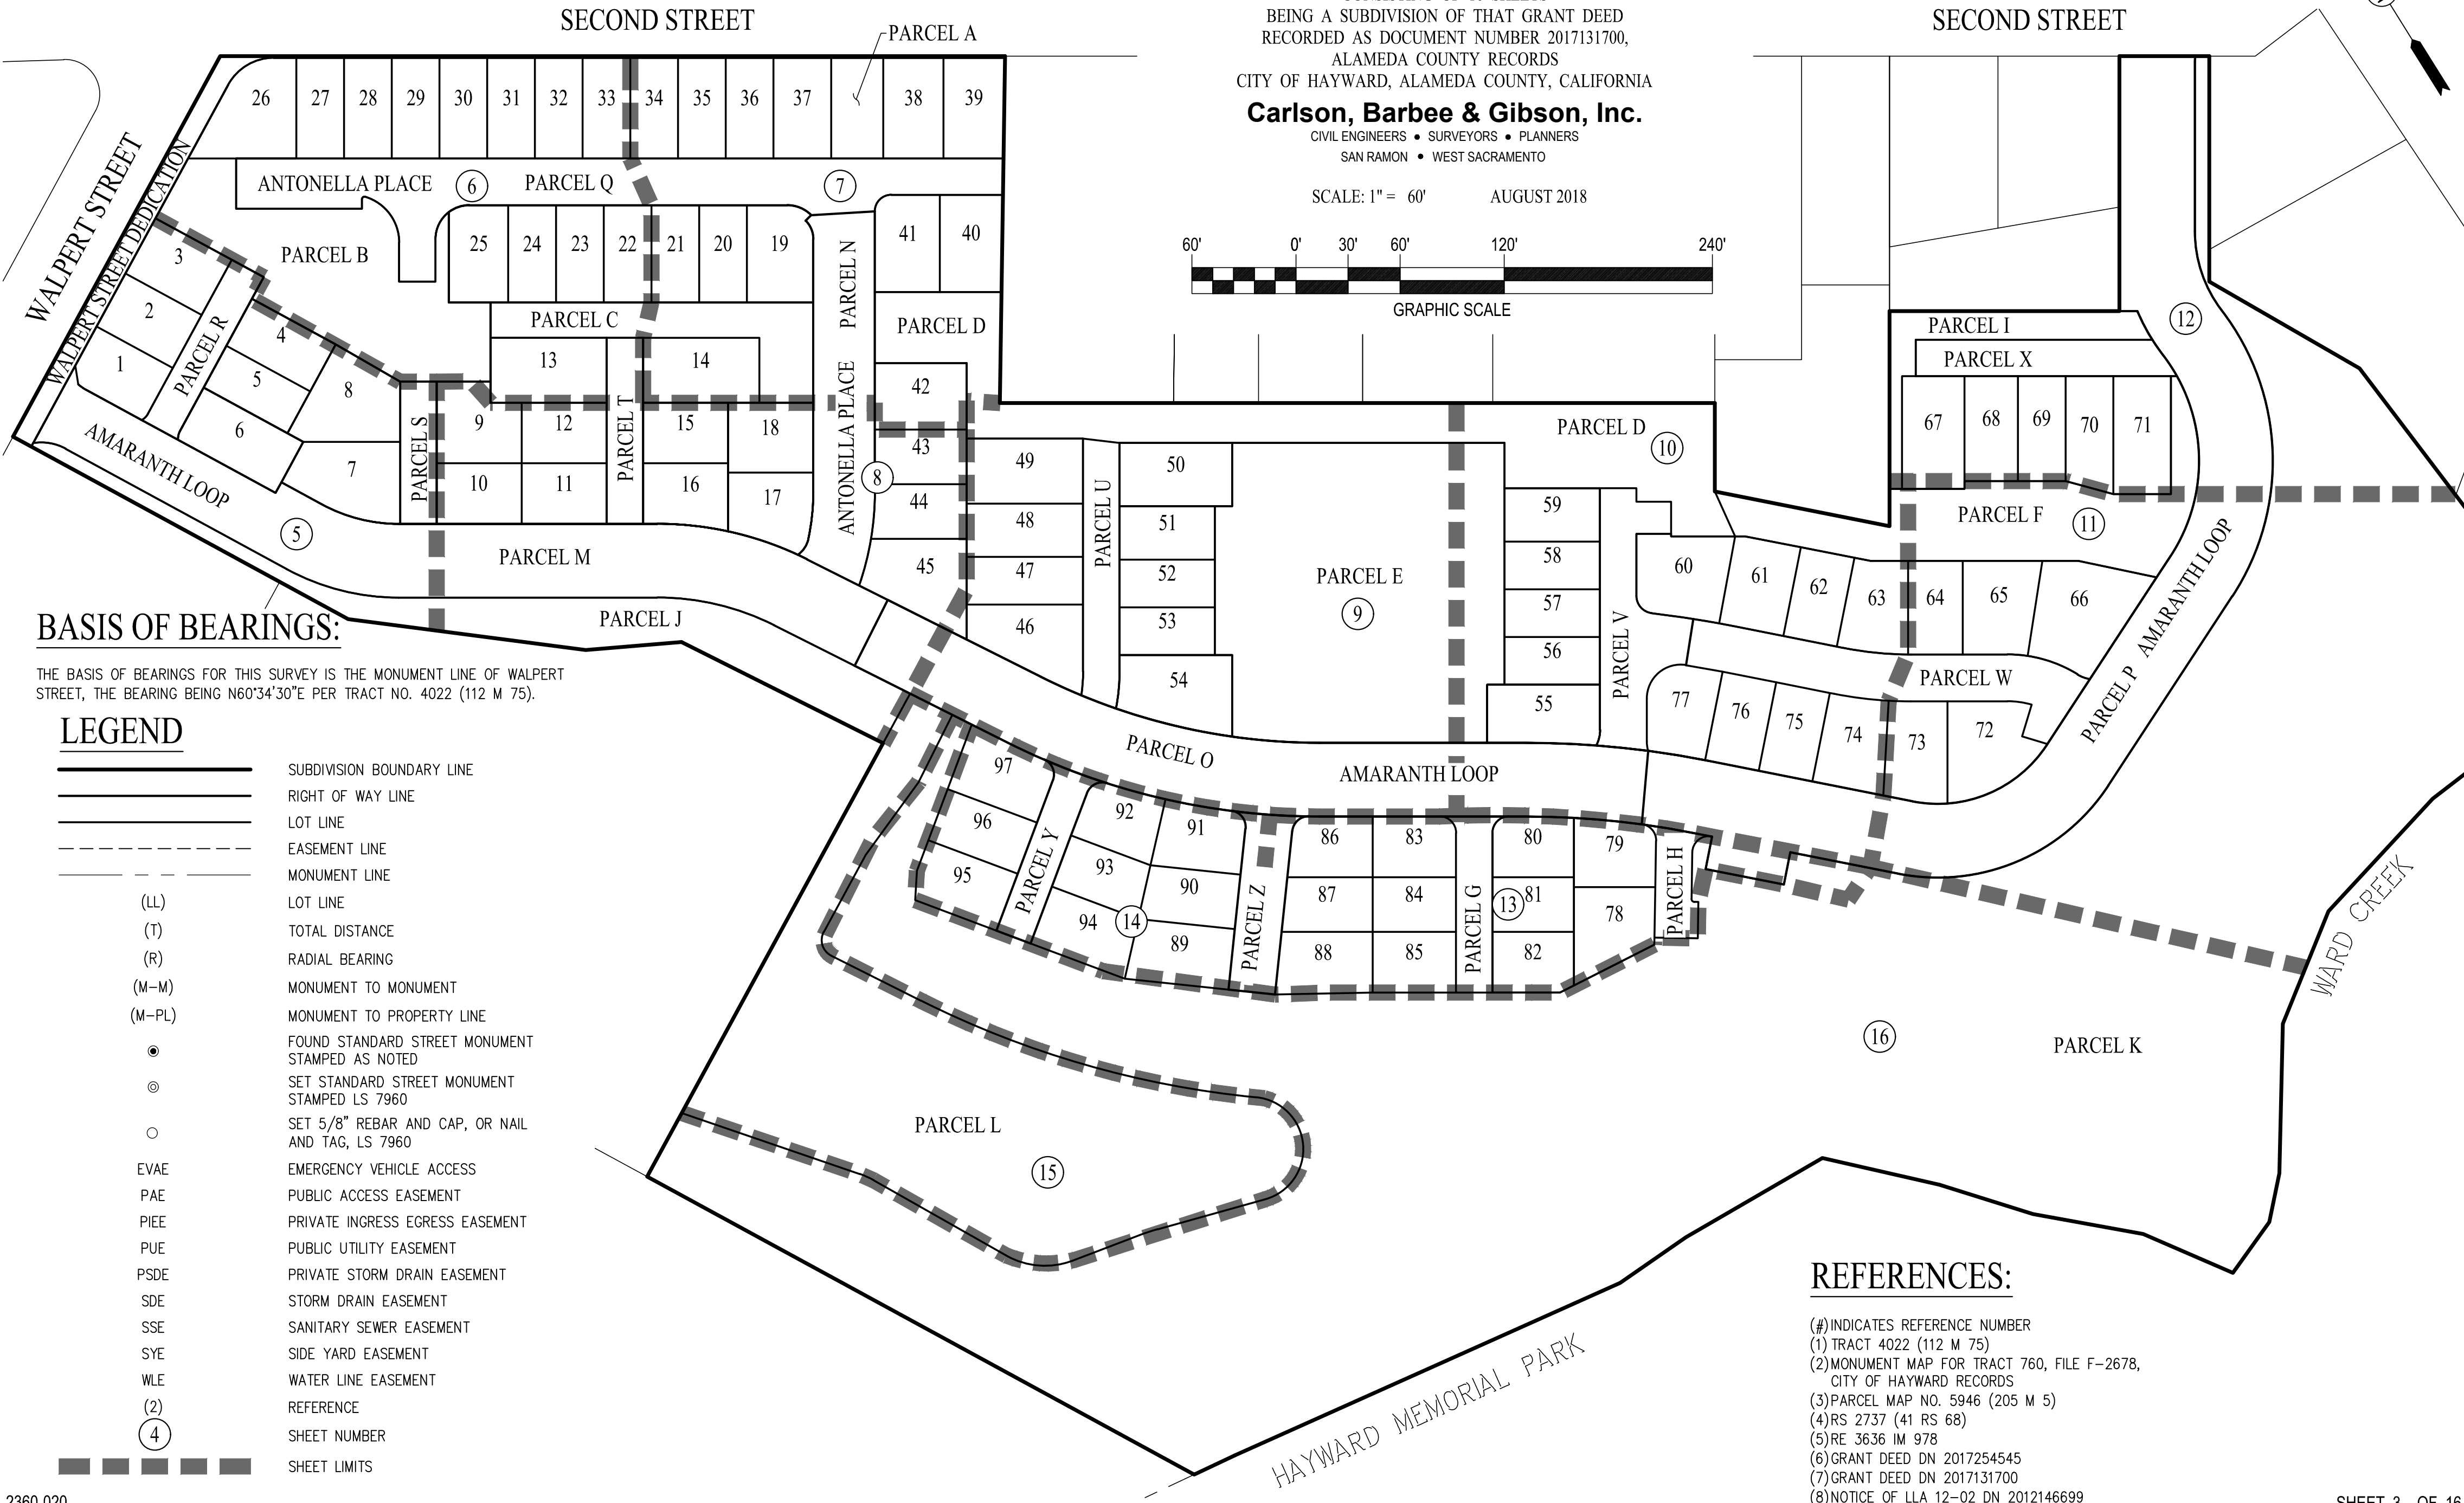 SECOND STREET
PARCEL A
BEING A SUBDIVISION OF THAT GRANT DEED
RECORDED AS DOCUMENT NUMBER 2017131700,
ALAMEDA COUNTY RECORDS
CITY OF HAYWARD, ALAMEDA COUNTY, CALIFORNIA
Carlson, Barbee & Gibson, Inc.
CIVIL ENGINEERS • SURVEYORS • PLANNERS
SAN RAMON • WEST SACRAMENTO
SCALE: 1" = 60' AUGUST 2018
60' 0' 30' 60' 120' 240'
GRAPHIC SCALE
SECOND STREET
26 27 28 29 30 31 32 33 34 35 36 37 38 39
WALPERT STREET
WALPERT STREET DEDICATION
ANTONELLA PLACE 6 PARCEL Q 7
3 PARCEL B 25 24 23 22 21 20 19 PARCEL N 41 40
2 PARCEL R 4 PARCEL C PARCEL D
1 5 8 13 14 42
6 PARCEL S 9 12 PARCEL T 15 18 ANTONELLA PLACE 43
AMARANTH LOOP 7 10 11 16 17 8 44
5 PARCEL M 45
PARCEL J
49 PARCEL U 50
48 51
47 52
46 53
54
PARCEL E
9
PARCEL D 10
59
58
57
56
55
PARCEL V
60 61 62 63 64 65 66
77 76 75 74 73 72
PARCEL W
PARCEL I
PARCEL X
12
67 68 69 70 71
PARCEL F 11
PARCEL P AMARANTH LOOP
PARCEL O
AMARANTH LOOP
97 92 91 86 83 80 79
96 PARCEL Y 93 90 PARCEL Z 87 84 PARCEL G 13 81 78 PARCEL H
95 94 14 89 88 85 82
PARCEL L
15
16
PARCEL K
WARD CREEK
HAYWARD MEMORIAL PARK
BASIS OF BEARINGS:
THE BASIS OF BEARINGS FOR THIS SURVEY IS THE MONUMENT LINE OF WALPERT
STREET, THE BEARING BEING N60°34'30"E PER TRACT NO. 4022 (112 M 75).
LEGEND
SUBDIVISION BOUNDARY LINE
RIGHT OF WAY LINE
LOT LINE
EASEMENT LINE
MONUMENT LINE
(LL) LOT LINE
(T) TOTAL DISTANCE
(R) RADIAL BEARING
(M-M) MONUMENT TO MONUMENT
(M-PL) MONUMENT TO PROPERTY LINE
FOUND STANDARD STREET MONUMENT
STAMPED AS NOTED
SET STANDARD STREET MONUMENT
STAMPED LS 7960
SET 5/8" REBAR AND CAP, OR NAIL
AND TAG, LS 7960
EVAE EMERGENCY VEHICLE ACCESS
PAE PUBLIC ACCESS EASEMENT
PIEE PRIVATE INGRESS EGRESS EASEMENT
PUE PUBLIC UTILITY EASEMENT
PSDE PRIVATE STORM DRAIN EASEMENT
SDE STORM DRAIN EASEMENT
SSE SANITARY SEWER EASEMENT
SYE SIDE YARD EASEMENT
WLE WATER LINE EASEMENT
(2) REFERENCE
4 SHEET NUMBER
SHEET LIMITS
REFERENCES:
(#) INDICATES REFERENCE NUMBER
(1) TRACT 4022 (112 M 75)
(2) MONUMENT MAP FOR TRACT 760, FILE F-2678,
CITY OF HAYWARD RECORDS
(3) PARCEL MAP NO. 5946 (205 M 5)
(4) RS 2737 (41 RS 68)
(5) RE 3636 IM 978
(6) GRANT DEED DN 2017254545
(7) GRANT DEED DN 2017131700
(8) NOTICE OF LLA 12-02 DN 2012146699
2360.020
SHEET 3 OF 16